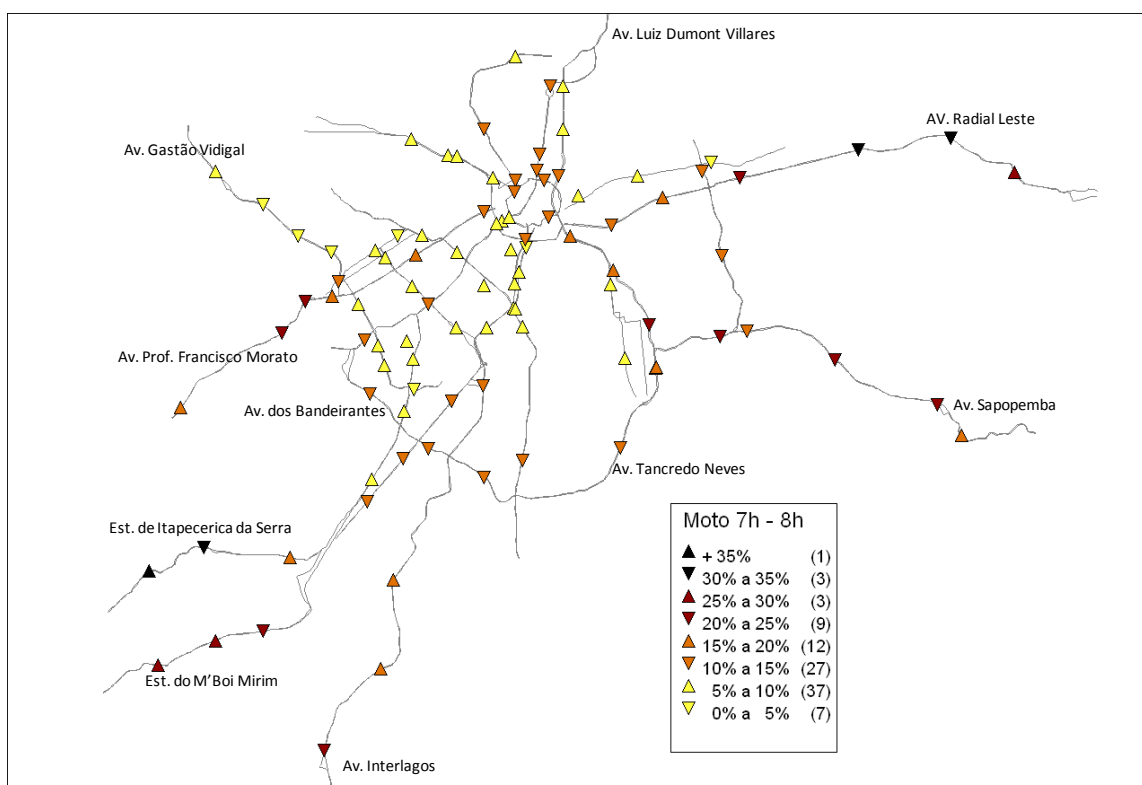 Av. Luiz Dumont Villares
AV. Radial Leste
Av. Gastão Vidigal
Av. Prof. Francisco Morato
Av. dos Bandeirantes
Av. Sapopemba
Av. Tancredo Neves
Est. de Itapecerica da Serra
Est. do M'Boi Mirim
Av. Interlagos
Moto 7h - 8h
+ 35% (1)
30% a 35% (3)
25% a 30% (3)
20% a 25% (9)
15% a 20% (12)
10% a 15% (27)
5% a 10% (37)
0% a 5% (7)